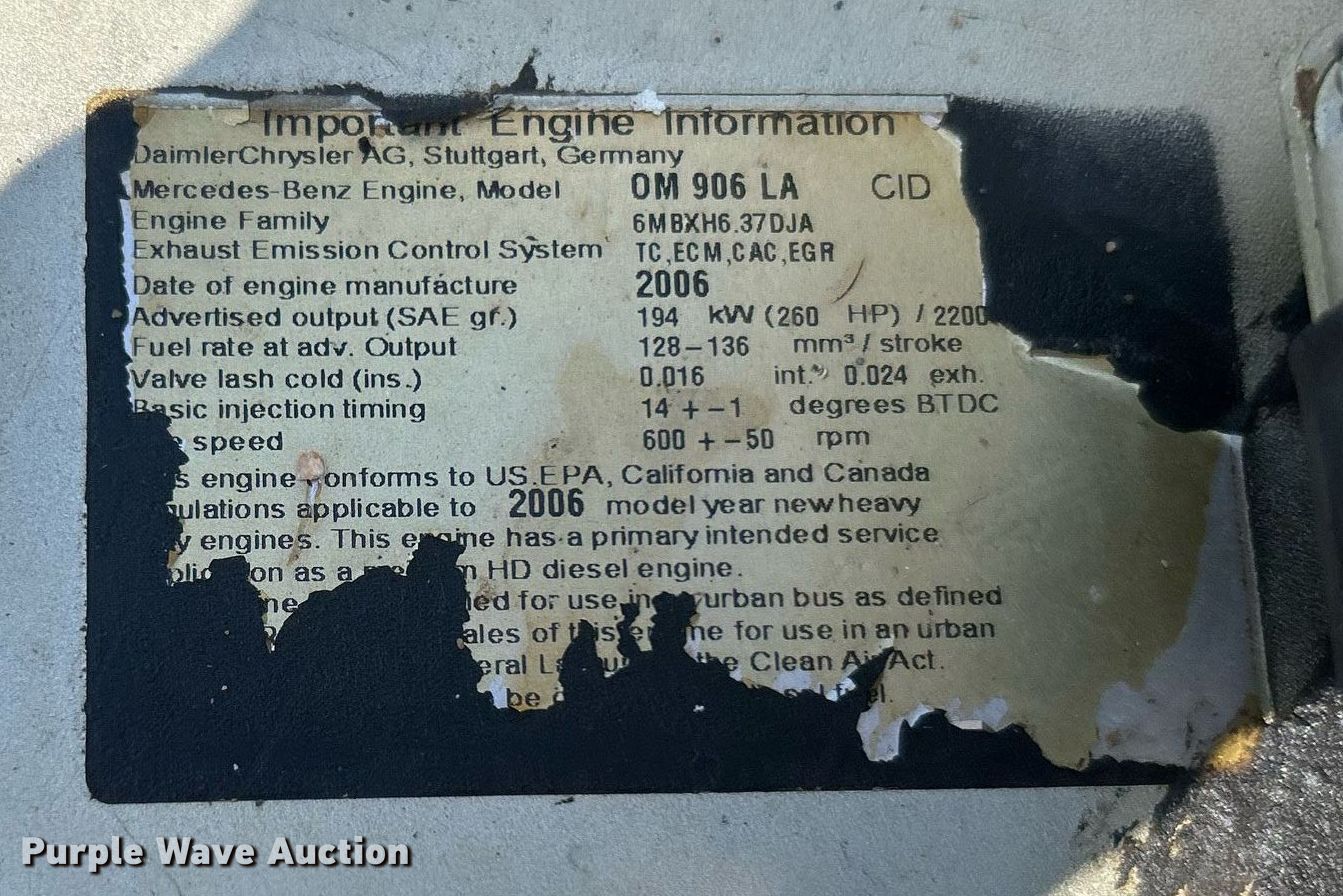 Important Engine Information
DaimlerChrysler AG, Stuttgart, Germany
Mercedes-Benz Engine, Model OM 906 LA CID
Engine Family 6MBXH6.37DJA
Exhaust Emission Control System TC,ECM,CAC,EGR
Date of engine manufacture 2006
Advertised output (SAE gr.) 194 kW (260 HP) / 2200
Fuel rate at adv. Output 128-136 mm³ / stroke
Valve lash cold (ins.) 0.016 int. 0.024 exh.
Basic injection timing 14 +-1 degrees BTDC
speed 600 +-50 rpm
s engine conforms to US.EPA, California and Canada
ulations applicable to 2006 model year new heavy
y engines. This engine has a primary intended service
on as a HD diesel engine.
ed for use in urban bus as defined
ales of this engine for use in an urban
eral the Clean Air Act.
be
Purple Wave Auction